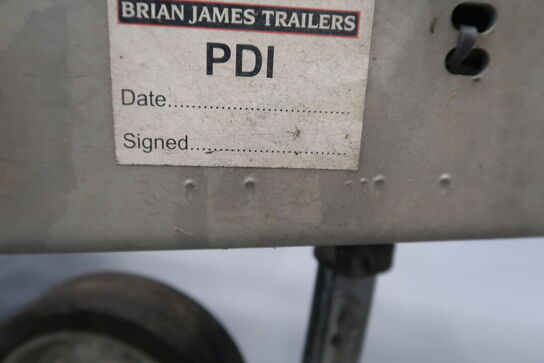 BRIAN JAMES TRAILERS
PDI
Date..............................
Signed..........................